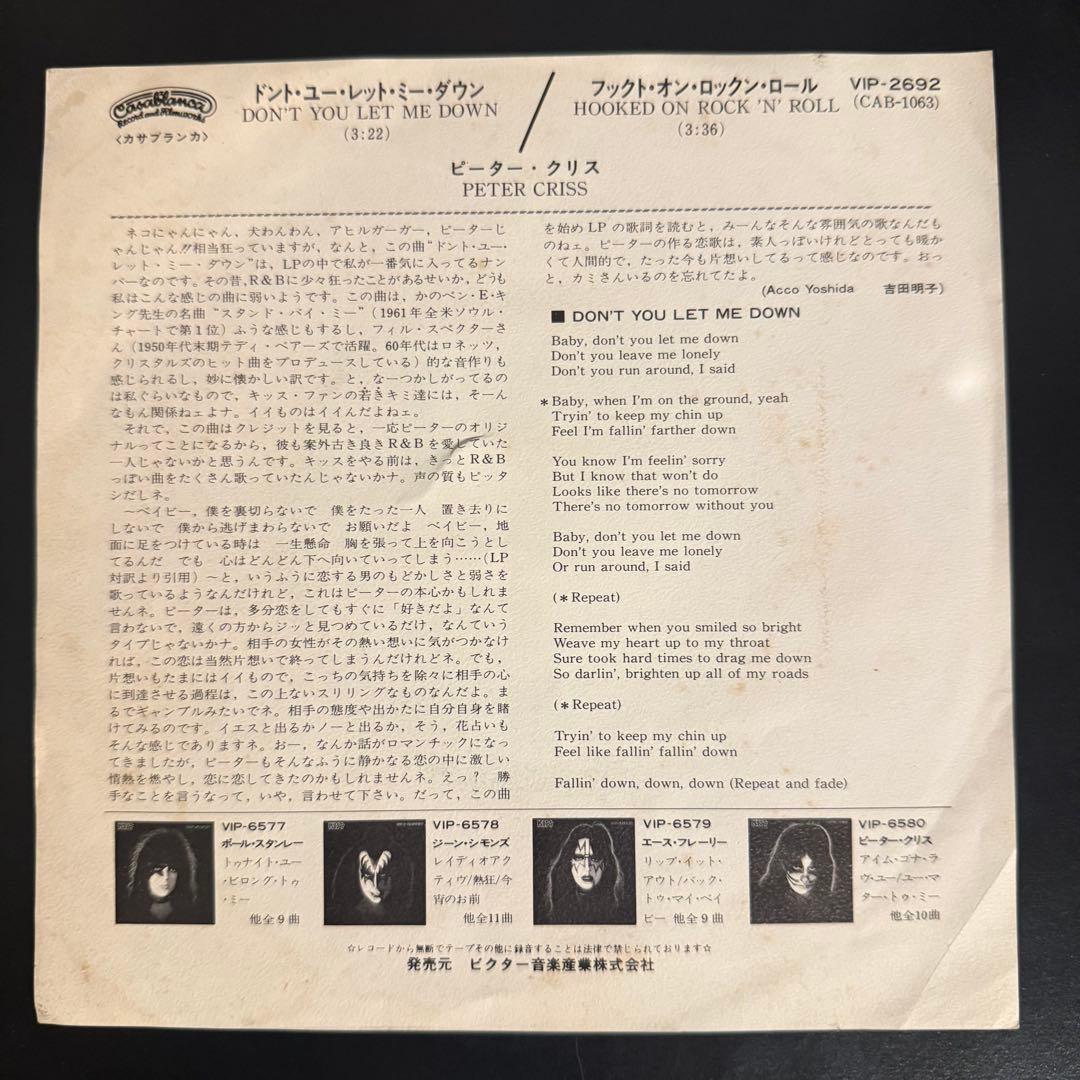 Casablanca
Record and Filmworks
〈カサブランカ〉
ドント・ユー・レット・ミー・ダウン
DON'T YOU LET ME DOWN
(3:22)
フックト・オン・ロックン・ロール
HOOKED ON ROCK 'N' ROLL
(3:36)
VIP-2692
(CAB-1063)
ピーター・クリス
PETER CRISS
ネコにゃんにゃん，犬わんわん，アヒルガーガー，ピーターじ
ゃんじゃん!!相当狂っていますが，なんと，この曲“ドント・ユー・
レット・ミー・ダウン”は，LPの中で私が一番気に入ってるナン
バーなのです。その昔，R&Bに少々狂ったことがあるせいか，どうも
私はこんな感じの曲に弱いようです。この曲は，かのベン・E・キ
ング先生の名曲“スタンド・バイ・ミー”（1961年全米ソウル・
チャートで第1位）ふうな感じもするし，フィル・スペクターさ
ん（1950年代末期テディ・ベアーズで活躍。60年代はロネッツ，
クリスタルズのヒット曲をプロデュースしている）的な音作りも
感じられるし，妙に懐かしい訳です。と，なーつかしがってるの
は私ぐらいなもので，キッス・ファンの若きキミ達には，そーん
なもん関係ねェよナ。イイものはイイんだよねェ。
それで，この曲はクレジットを見ると，一応ピーターのオリジ
ナルってことになるから，彼も案外古き良きR&Bを愛していた
一人じゃないかと思うんです。キッスをやる前は，きっとR&B
っぽい曲をたくさん歌っていたんじゃないかナ。声の質もピッタ
シだしネ。
～ベイビー，僕を裏切らないで　僕をたった一人　置き去りに
しないで　僕から逃げまわらないで　お願いだよ　ベイビー，地
面に足をつけている時は　一生懸命　胸を張って上を向こうとし
てるんだ　でも　心はどんどん下へ向いていってしまう……（LP
対訳より引用）～と，いうふうに恋する男のもどかしさと弱さを
歌っているようなんだけれど，これはピーターの本心かもしれま
せんネ。ピーターは，多分恋をしてもすぐに「好きだよ」なんて
言わないで，遠くの方からジッと見つめているだけ，なんていう
タイプじゃないかナ。相手の女性がその熱い想いに気がつかなけ
れば，この恋は当然片想いで終ってしまうんだけれどネ。でも，
片想いもたまにはイイもので，こっちの気持を除々に相手の心
に到達させる過程は，この上ないスリリングなものなんだよ。ま
るでギャンブルみたいでネ。相手の態度や出かたに自分自身を賭
けてみるのです。イエスと出るかノーと出るか，そう，花占いも
そんな感じでありますネ。おー，なんか話がロマンチックになっ
てきましたが，ピーターもそんなふうに静かなる恋の中に激しい
情熱を燃やし，恋に恋してきたのかもしれませんネ。えっ？　勝
手なことを言うなって，いや，言わせて下さい。だって，この曲
を始めLPの歌詞を読むと，みーんなそんな雰囲気の歌なんだも
のねェ。ピーターの作る恋歌は，素人っぽいけれどとっても暖か
くて人間的で，たった今も片想いしてるって感じなのです。おっ
と，カミさんいるのを忘れてたよ。
(Acco Yoshida　吉田明子)
■ DON'T YOU LET ME DOWN
Baby, don't you let me down
Don't you leave me lonely
Don't you run around, I said
＊Baby, when I'm on the ground, yeah
Tryin' to keep my chin up
Feel I'm fallin' farther down
You know I'm feelin' sorry
But I know that won't do
Looks like there's no tomorrow
There's no tomorrow without you
Baby, don't you let me down
Don't you leave me lonely
Or run around, I said
(＊Repeat)
Remember when you smiled so bright
Weave my heart up to my throat
Sure took hard times to drag me down
So darlin', brighten up all of my roads
(＊Repeat)
Tryin' to keep my chin up
Feel like fallin' fallin' down
Fallin' down, down, down (Repeat and fade)
VIP-6577
ポール・スタンレー
トゥナイト・ユー
・ビロング・トゥ
・ミー
他全9曲
VIP-6578
ジーン・シモンズ
レイディオアク
ティヴ/熱狂/今
宵のお前
他全11曲
VIP-6579
エース・フレーリー
リップ・イット・
アウト/バック・
トゥ・マイ・ベイ
ビー 他全9曲
VIP-6580
ピーター・クリス
アイム・ゴナ・ラ
ヴ・ユー/ユー・マ
ター・トゥ・ミー
他全10曲
☆レコードから無断でテープその他に録音することは法律で禁じられております☆
発売元　ビクター音楽産業株式会社